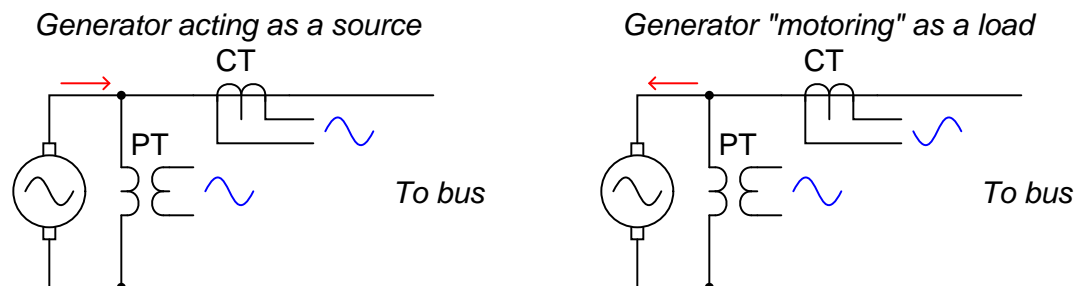 Generator acting as a source
Generator "motoring" as a load
CT
CT
PT
PT
To bus
To bus